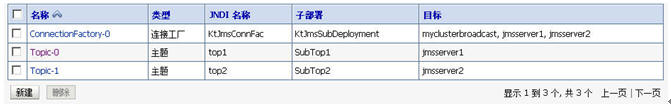 名称 类型 JNDI 名称 子部署 目标
ConnectionFactory-0 连接工厂 KtJmsConnFac KtJmsSubDeployment myclusterbroadcast, jmsserver1, jmsserver2
Topic-0 主题 top1 SubTop1 jmsserver1
Topic-1 主题 top2 SubTop2 jmsserver2
新建 删除 显示 1 到 3 个, 共 3 个 上一页 | 下一页